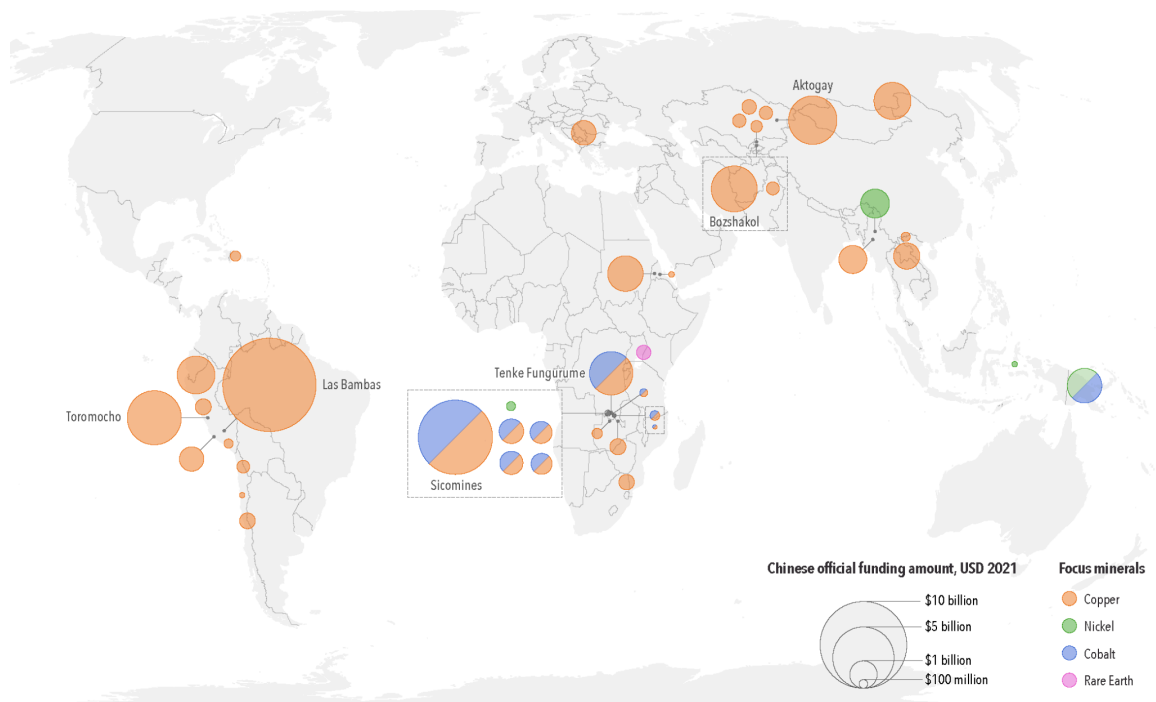 Aktogay
Bozshakol
Tenke Fungurume
Las Bambas
Toromocho
Sicomines
Chinese official funding amount, USD 2021
$10 billion
$5 billion
$1 billion
$100 million
Focus minerals
Copper
Nickel
Cobalt
Rare Earth